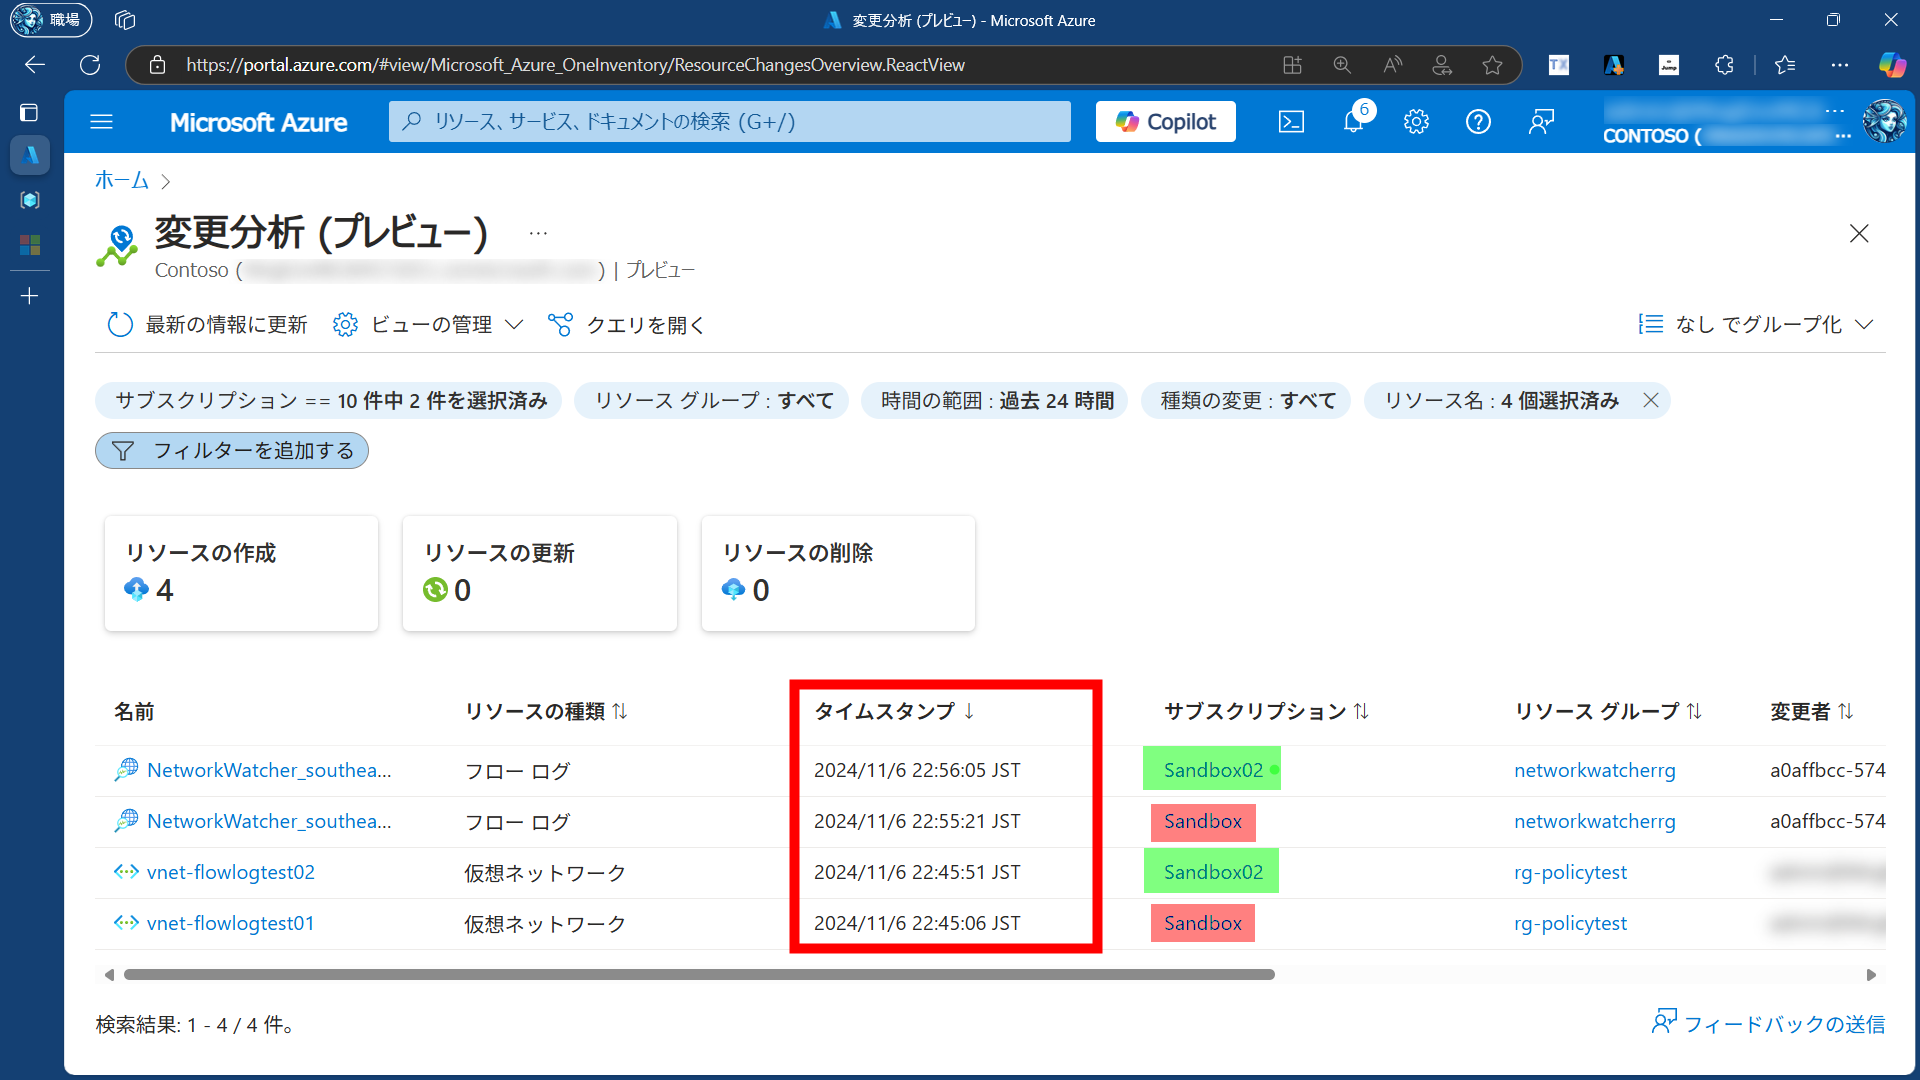 職場
変更分析 (プレビュー) - Microsoft Azure
https://portal.azure.com/#view/Microsoft_Azure_OneInventory/ResourceChangesOverview.ReactView
TX
Jump
Microsoft Azure
リソース、サービス、ドキュメントの検索 (G+/)
Copilot
6
CONTOSO (
ホーム
変更分析 (プレビュー)
Contoso ( ) | プレビュー
最新の情報に更新
ビューの管理
クエリを開く
なし でグループ化
サブスクリプション == 10 件中 2 件を選択済み
リソース グループ : すべて
時間の範囲 : 過去 24 時間
種類の変更 : すべて
リソース名 : 4 個選択済み
フィルターを追加する
リソースの作成
4
リソースの更新
0
リソースの削除
0
名前 リソースの種類 ↑↓ タイムスタンプ ↓ サブスクリプション ↑↓ リソース グループ ↑↓ 変更者 ↑↓
NetworkWatcher_southea... フロー ログ 2024/11/6 22:56:05 JST Sandbox02 networkwatcherrg a0affbcc-574
NetworkWatcher_southea... フロー ログ 2024/11/6 22:55:21 JST Sandbox networkwatcherrg a0affbcc-574
vnet-flowlogtest02 仮想ネットワーク 2024/11/6 22:45:51 JST Sandbox02 rg-policytest
vnet-flowlogtest01 仮想ネットワーク 2024/11/6 22:45:06 JST Sandbox rg-policytest
検索結果: 1 - 4 / 4 件。
フィードバックの送信